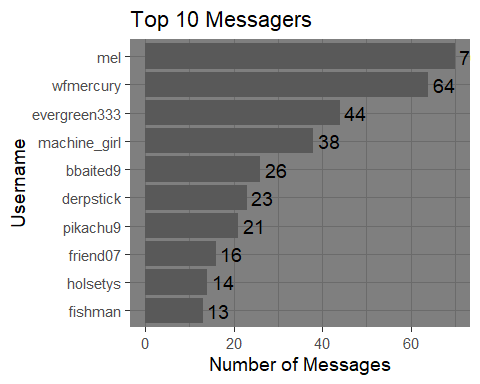 Top 10 Messagers
mel 7
wfmercury 64
evergreen333 44
machine_girl 38
bbaited9 26
derpstick 23
pikachu9 21
friend07 16
holsetys 14
fishman 13
Username
0 20 40 60
Number of Messages